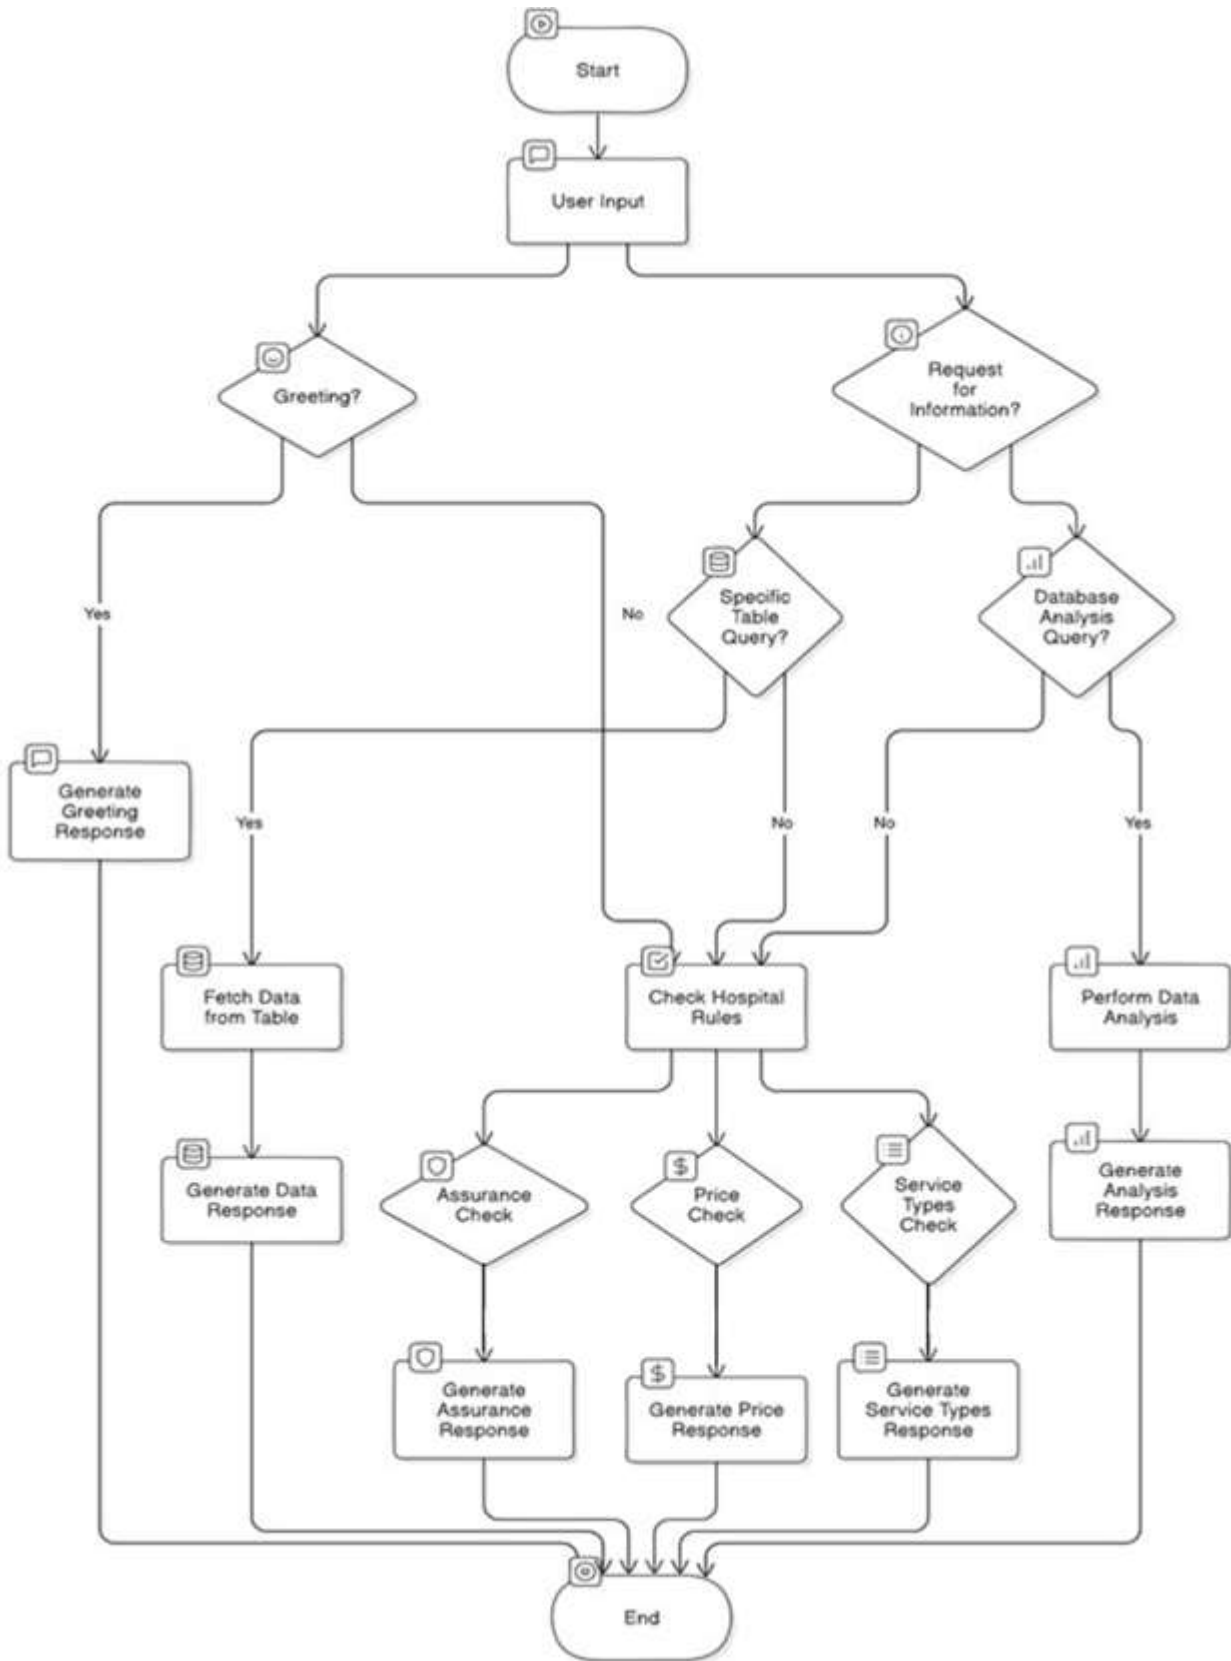 Start
User Input
Greeting?
Request
for
Information?
Yes
No
Specific
Table
Query?
Database
Analysis
Query?
Generate
Greeting
Response
Yes
No
No
Yes
Fetch Data
from Table
Check Hospital
Rules
Perform Data
Analysis
Generate Data
Response
Assurance
Check
$
Price
Check
Service
Types
Check
Generate
Analysis
Response
Generate
Assurance
Response
$
Generate Price
Response
Generate
Service Types
Response
End